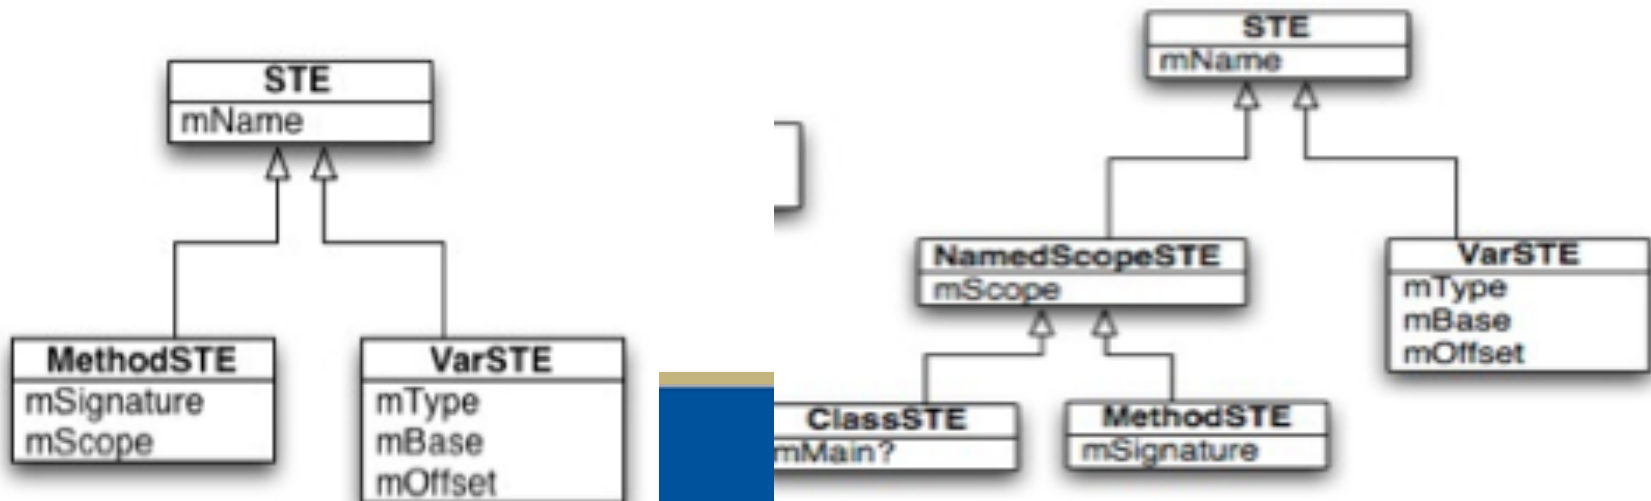 STE
mName
MethodSTE
mSignature
mScope
VarSTE
mType
mBase
mOffset
STE
mName
NamedScopeSTE
mScope
VarSTE
mType
mBase
mOffset
ClassSTE
mMain?
MethodSTE
mSignature